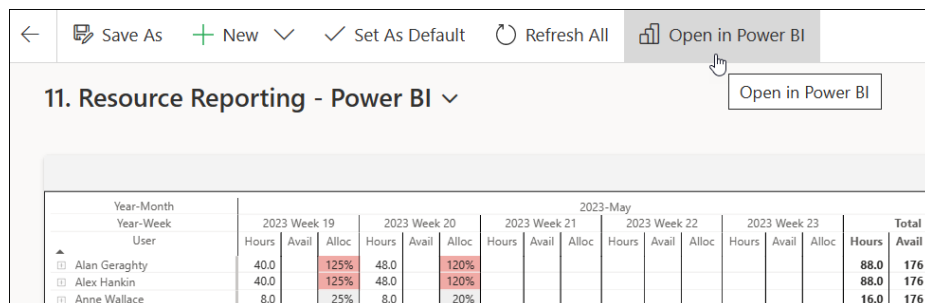 Save As New Set As Default Refresh All Open in Power BI
Open in Power BI
11. Resource Reporting - Power BI
Year-Month 2023-May
Year-Week 2023 Week 19 2023 Week 20 2023 Week 21 2023 Week 22 2023 Week 23 Total
User Hours Avail Alloc Hours Avail Alloc Hours Avail Alloc Hours Avail Alloc Hours Avail Alloc Hours Avail
Alan Geraghty 40.0 125% 48.0 120% 88.0 176
Alex Hankin 40.0 125% 48.0 120% 88.0 176
Anne Wallace 8.0 25% 8.0 20% 16.0 176